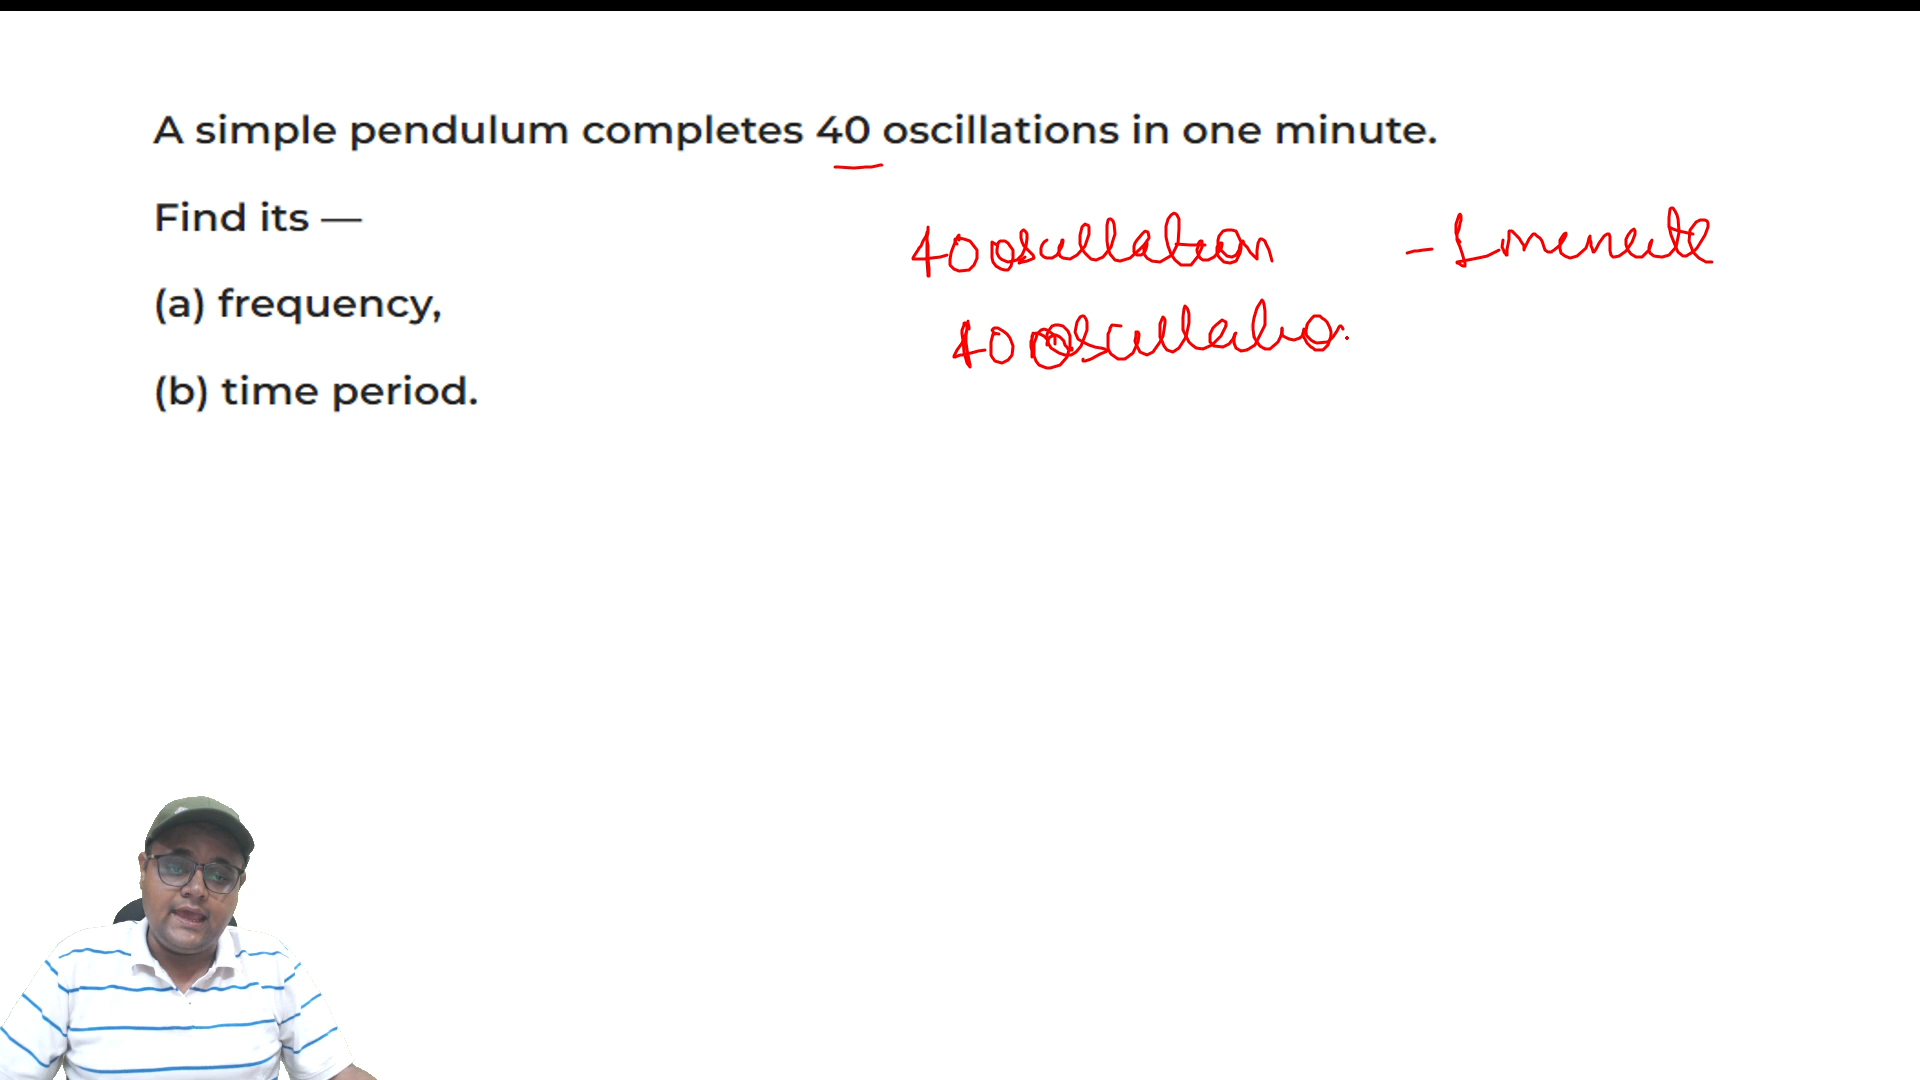 A simple pendulum completes 40 oscillations in one minute.
Find its —
40 oscillation - 1 minute
(a) frequency,
40 oscillatio
(b) time period.